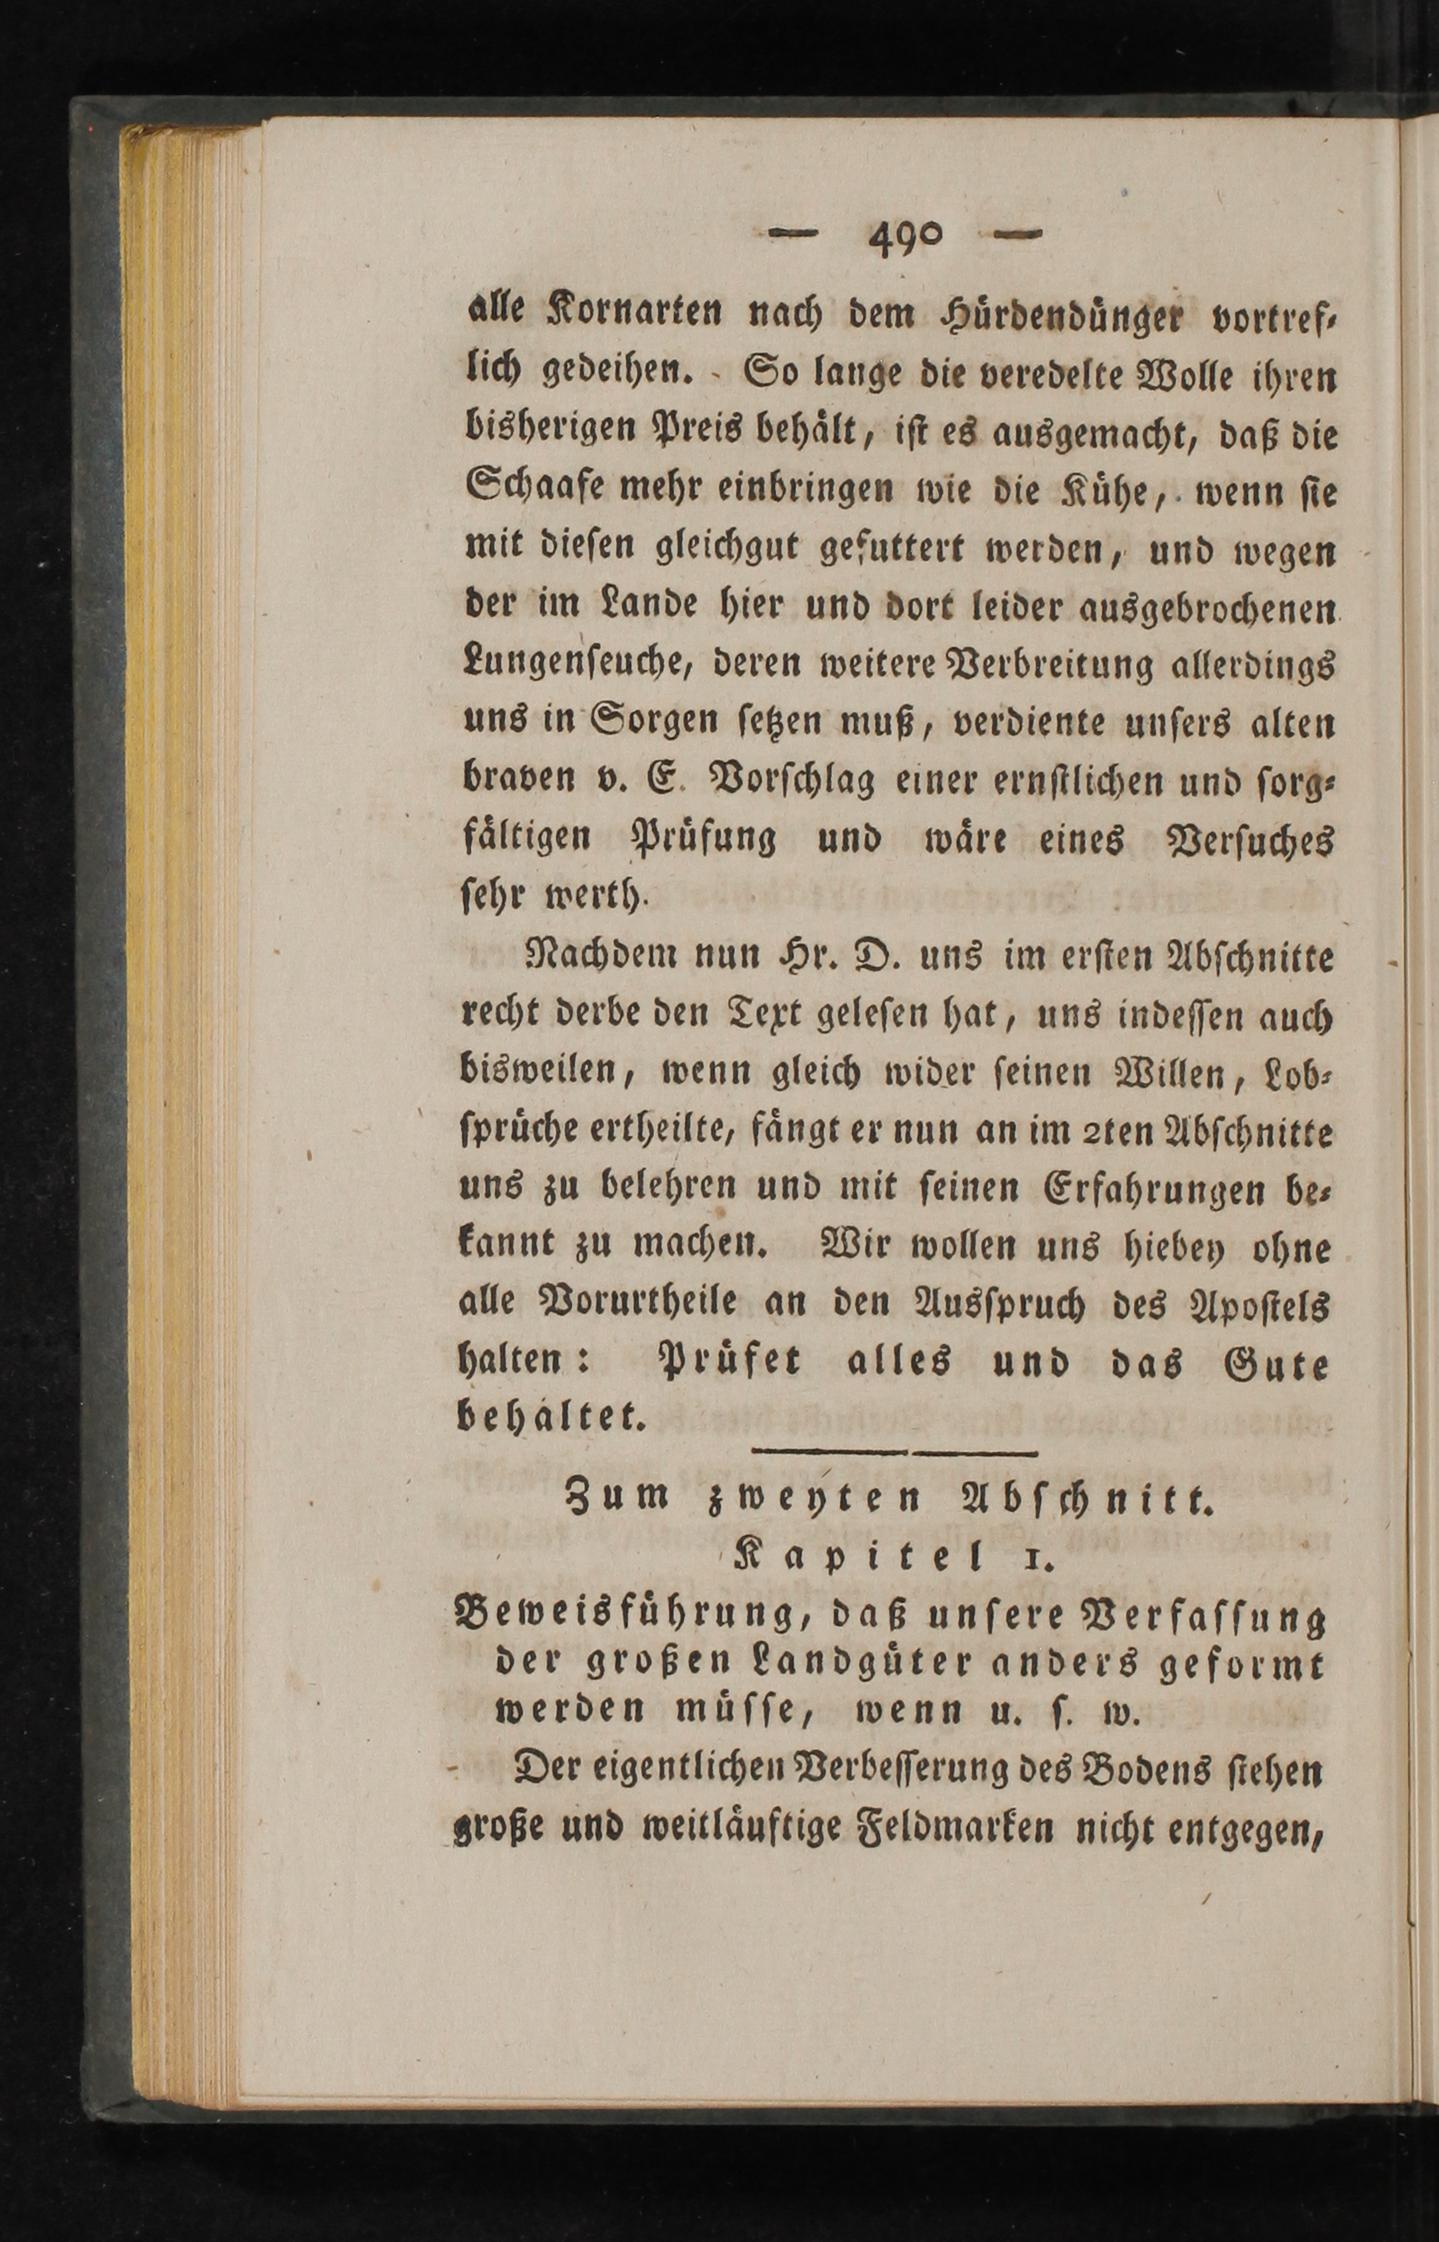 — 490 —
alle Kornarten nach dem Hürdendünger vortref⸗
lich gedeihen. So lange die veredelte Wolle ihren
bisherigen Preis behält, iſt es ausgemacht, daß die
Schaafe mehr einbringen wie die Kühe, wenn ſie
mit dieſen gleichgut gefuttert werden, und wegen
der im Lande hier und dort leider ausgebrochenen
Lungenſeuche, deren weitere Verbreitung allerdings
uns in Sorgen ſetzen muß, verdiente unſers alten
braven v. E. Vorſchlag einer ernſtlichen und ſorg⸗
fältigen Prüfung und wäre eines Verſuches
ſehr werth.
Nachdem nun Hr. D. uns im erſten Abſchnitte
recht derbe den Text geleſen hat, uns indeſſen auch
bisweilen, wenn gleich wider ſeinen Willen, Lob⸗
ſprüche ertheilte, fängt er nun an im 2ten Abſchnitte
uns zu belehren und mit ſeinen Erfahrungen be⸗
kannt zu machen. Wir wollen uns hiebey ohne
alle Vorurtheile an den Ausſpruch des Apoſtels
halten: Prüfet alles und das Gute
behaltet.
Zum zweyten Abſchnitt.
Kapitel 1.
Beweisführung, daß unſere Verfaſſung
der großen Landgüter anders geformt
werden müſſe, wenn u. ſ. w.
Der eigentlichen Verbeſſerung des Bodens ſtehen
große und weitläuftige Feldmarken nicht entgegen,